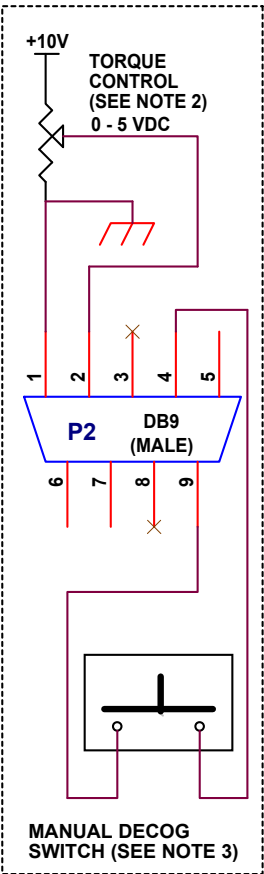 +10V
TORQUE
CONTROL
(SEE NOTE 2)
0 - 5 VDC
1
2
3
4
5
P2
DB9
(MALE)
6
7
8
9
MANUAL DECOG
SWITCH (SEE NOTE 3)